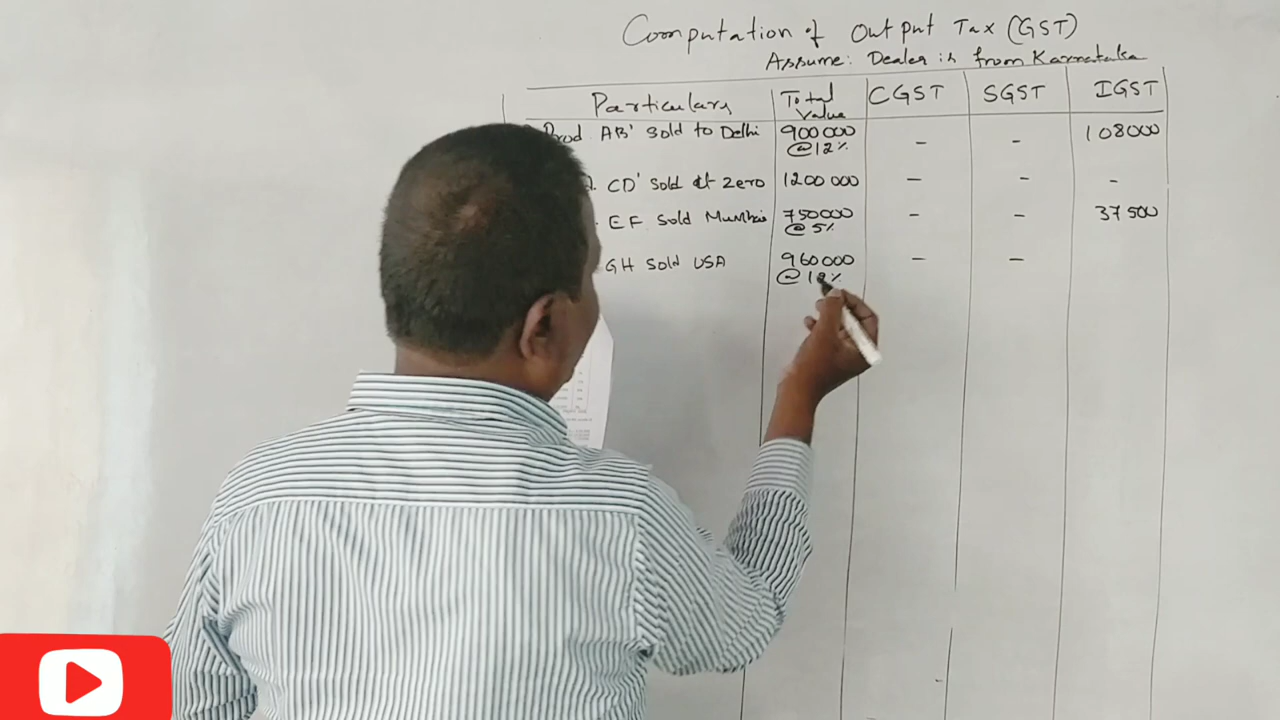 Computation of Output Tax (GST)
Assume: Dealer is from Karnataka
Particulars Total Value CGST SGST IGST
Prod AB' Sold to Delhi 900000 @12% - - 108000
CD' Sold at Zero 1200 000 - - -
EF Sold Mumbai 750000 @ 5% - - 37500
GH Sold USA 960000 - -